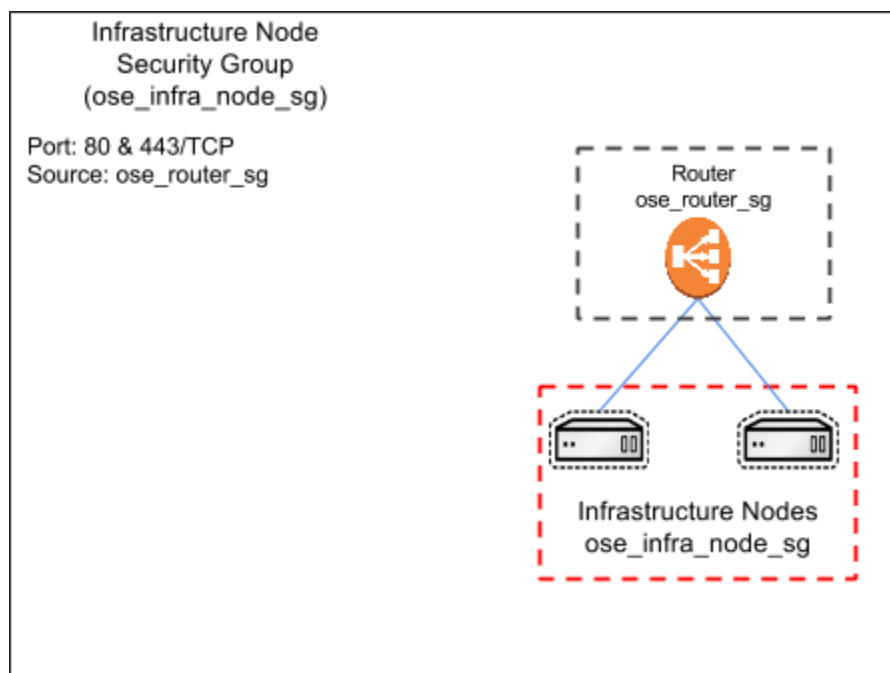 Infrastructure Node
Security Group
(ose_infra_node_sg)
Port: 80 & 443/TCP
Source: ose_router_sg
Router
ose_router_sg
Infrastructure Nodes
ose_infra_node_sg